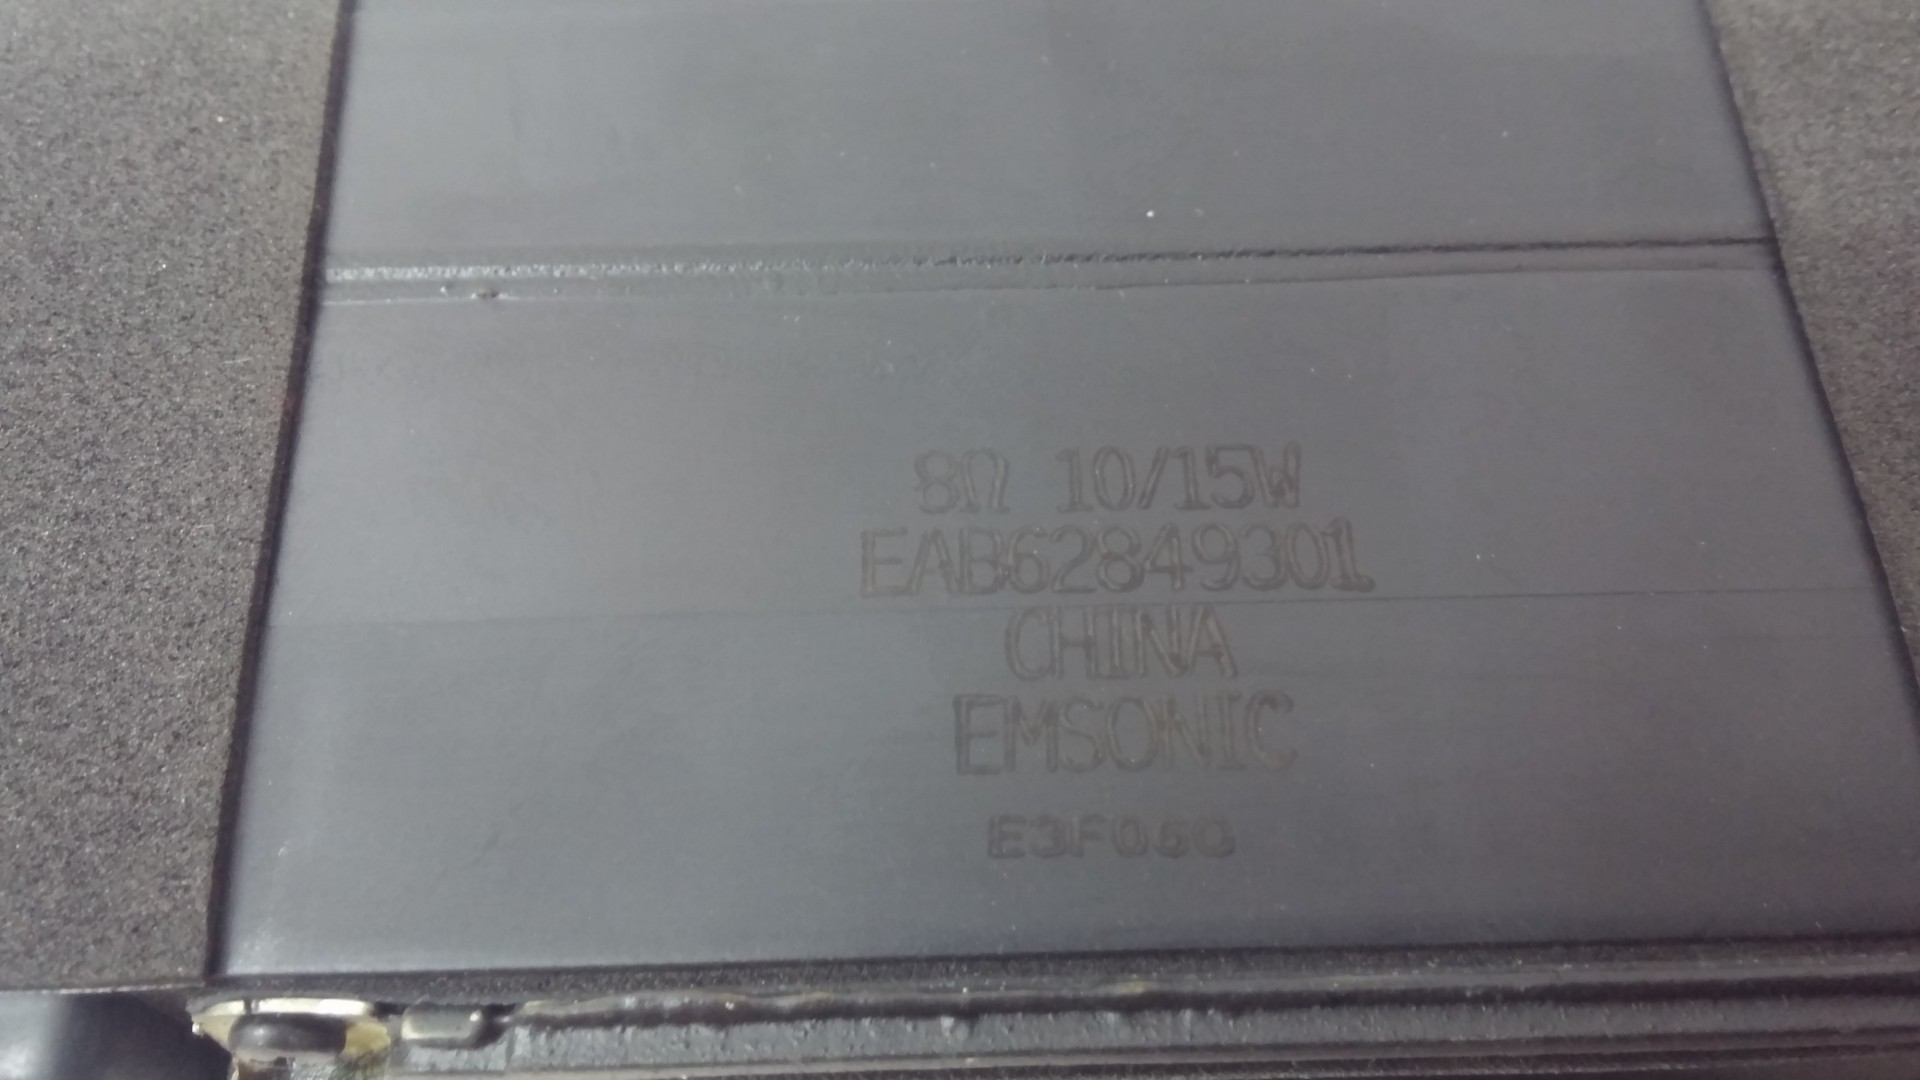 8Ω 10/15W
EAB62849301
CHINA
EMSONIC